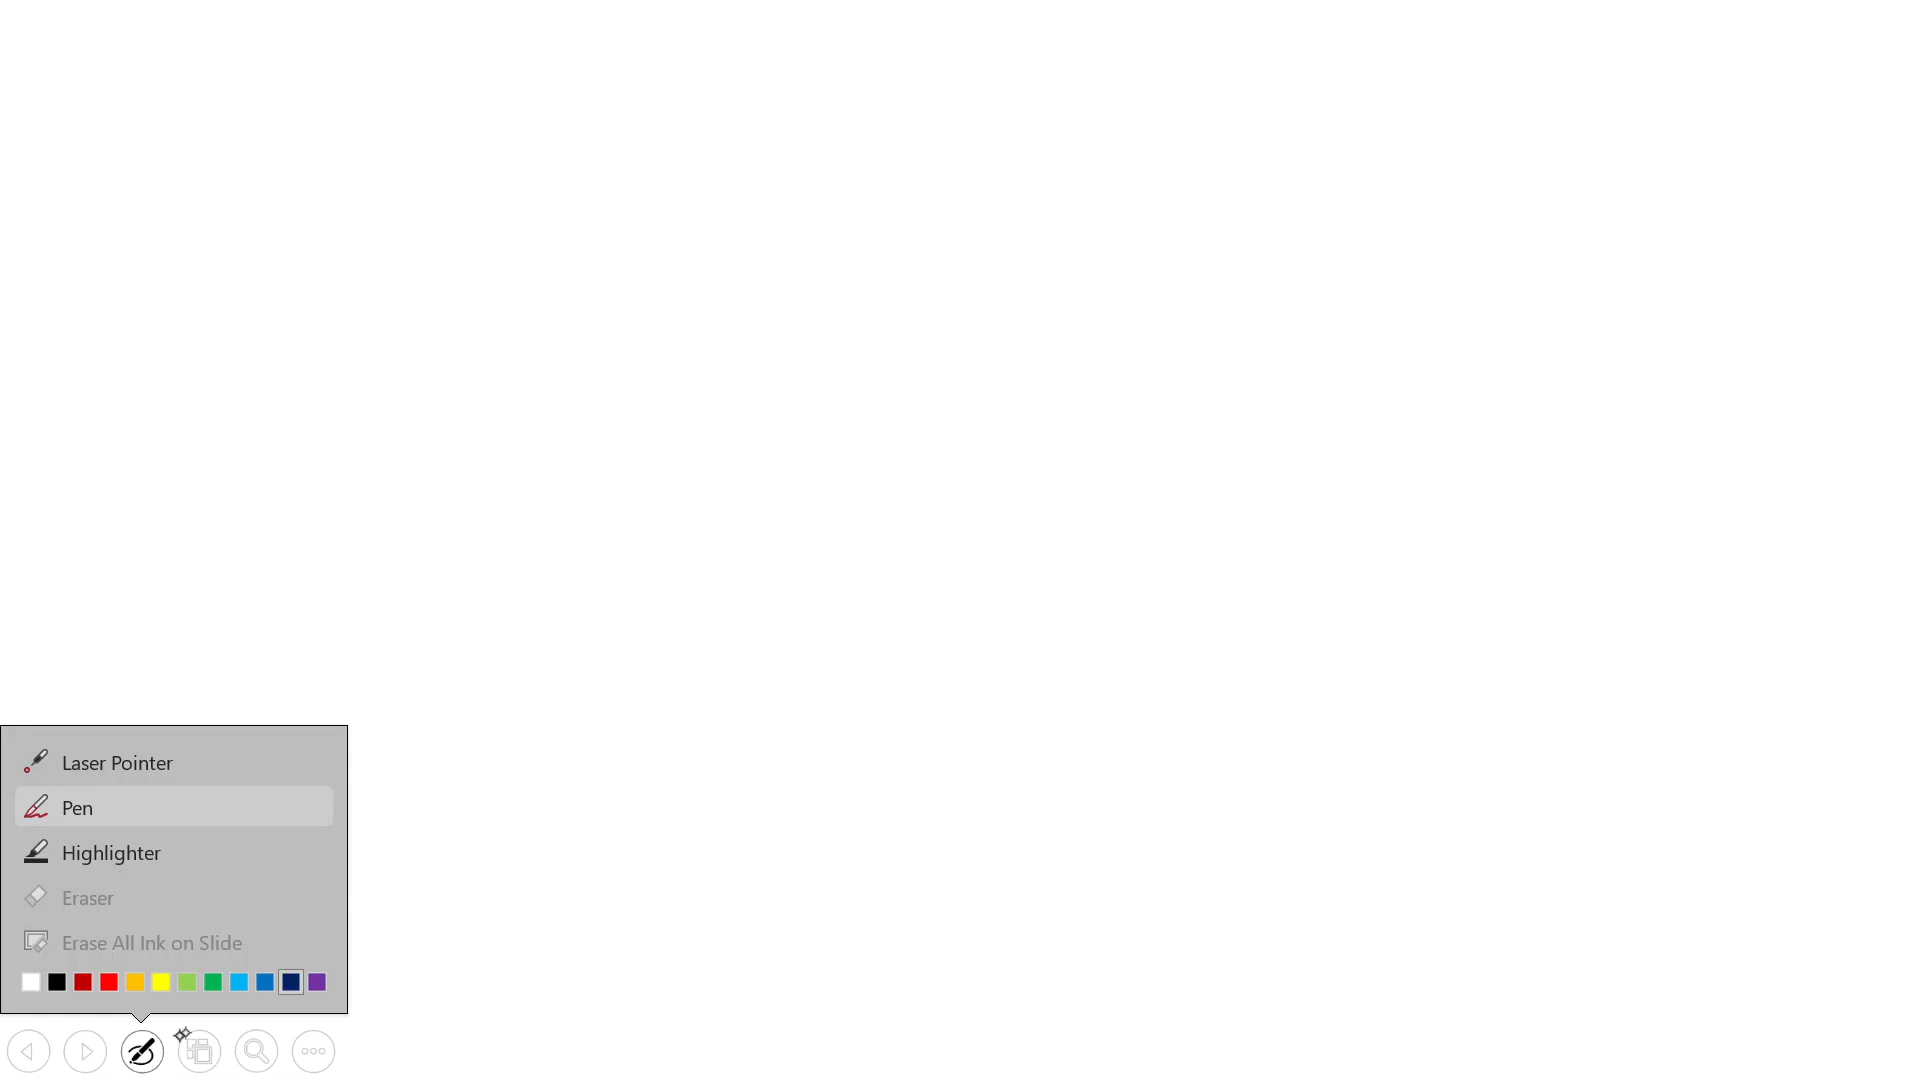 Laser Pointer
Pen
Highlighter
Eraser
Erase All Ink on Slide